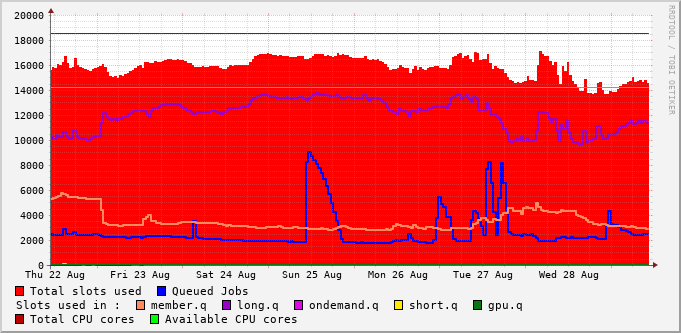 20000
18000
16000
14000
12000
10000
8000
6000
4000
2000
0
Thu 22 Aug Fri 23 Aug Sat 24 Aug Sun 25 Aug Mon 26 Aug Tue 27 Aug Wed 28 Aug
RRDTOOL / TOBI OETIKER
Total slots used Queued Jobs
Slots used in : member.q long.q ondemand.q short.q gpu.q
Total CPU cores Available CPU cores